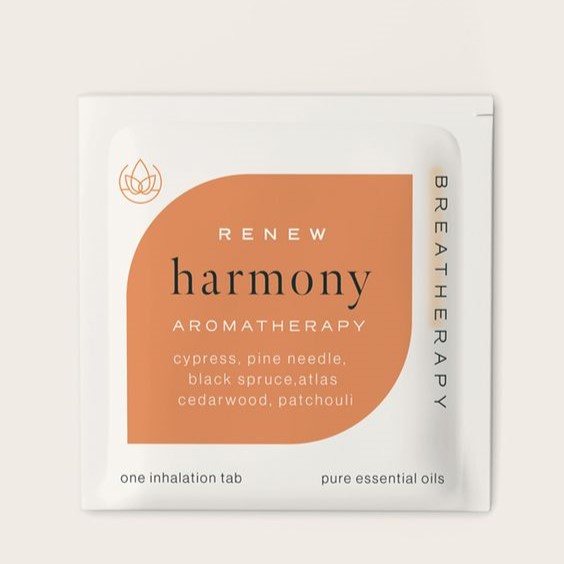 RENEW
harmony
AROMATHERAPY
cypress, pine needle,
black spruce,atlas
cedarwood, patchouli
one inhalation tab
pure essential oils
BREATHERAPY